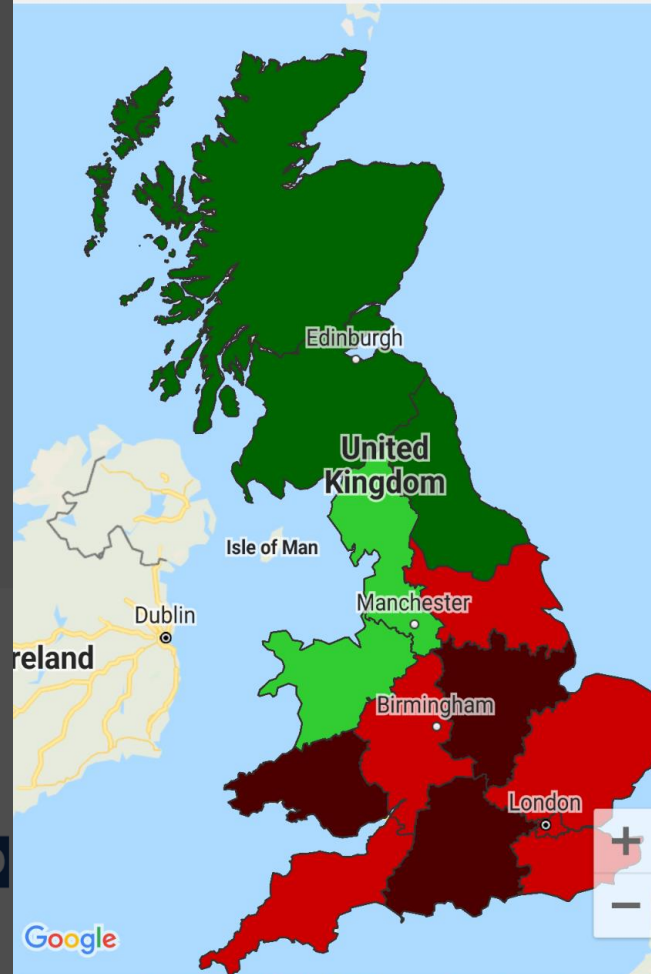 Edinburgh
United
Kingdom
Isle of Man
Manchester
Dublin
reland
Birmingham
London
+
−
Google